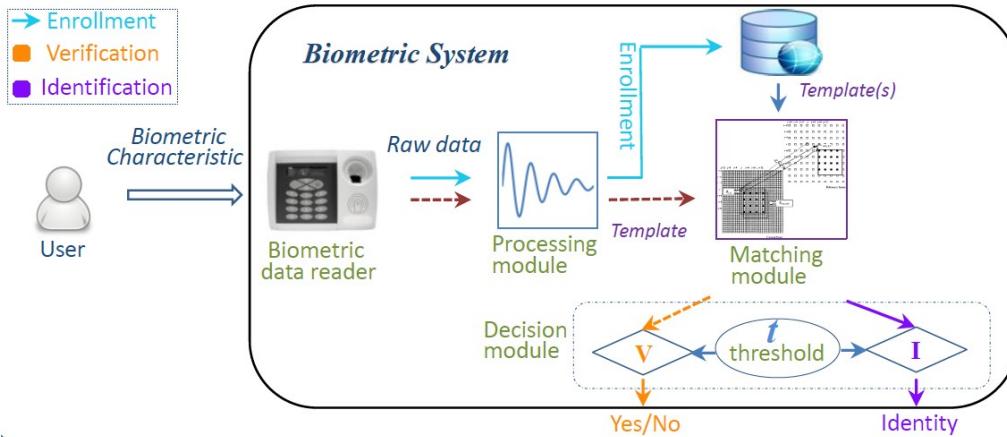 Enrollment
Verification
Identification
Biometric System
Enrollment
Template(s)
Biometric
Characteristic
Raw data
User
Biometric
data reader
Processing
module
Template
Matching
module
Decision
module
V
t
threshold
I
Yes/No
Identity